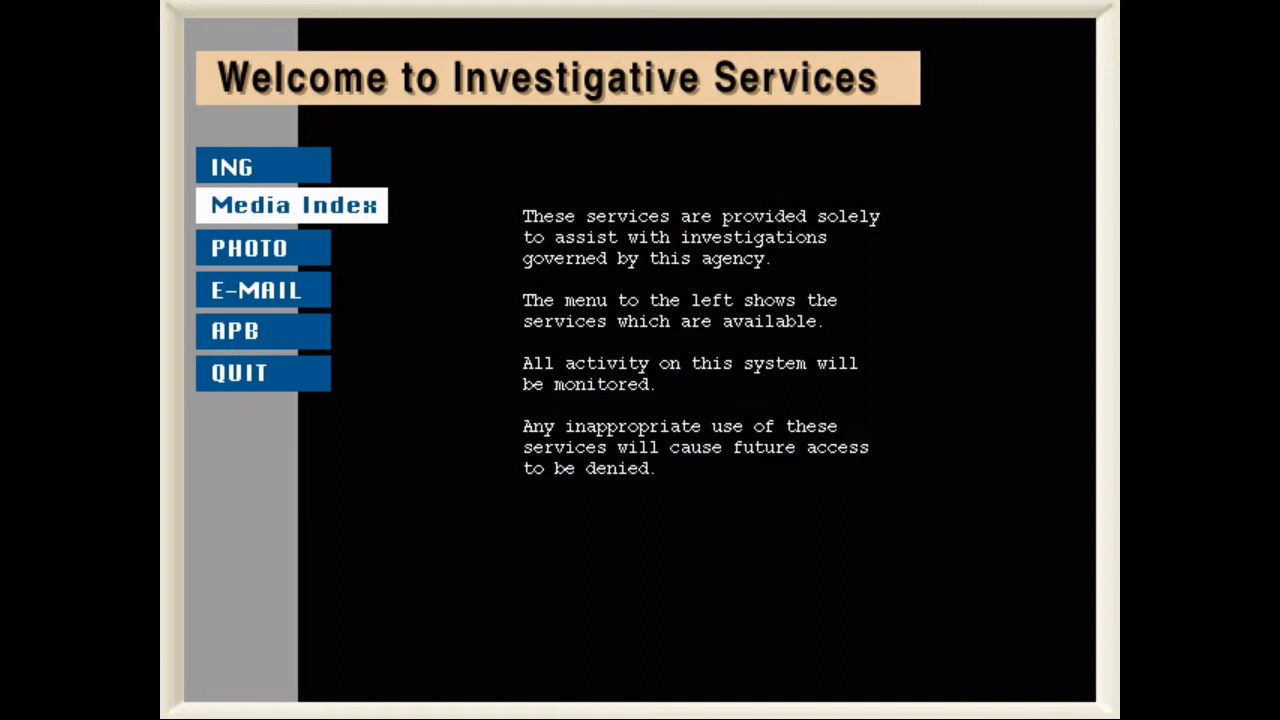 Welcome to Investigative Services
ING
Media Index
PHOTO
E-MAIL
APB
QUIT
These services are provided solely
to assist with investigations
governed by this agency.
The menu to the left shows the
services which are available.
All activity on this system will
be monitored.
Any inappropriate use of these
services will cause future access
to be denied.